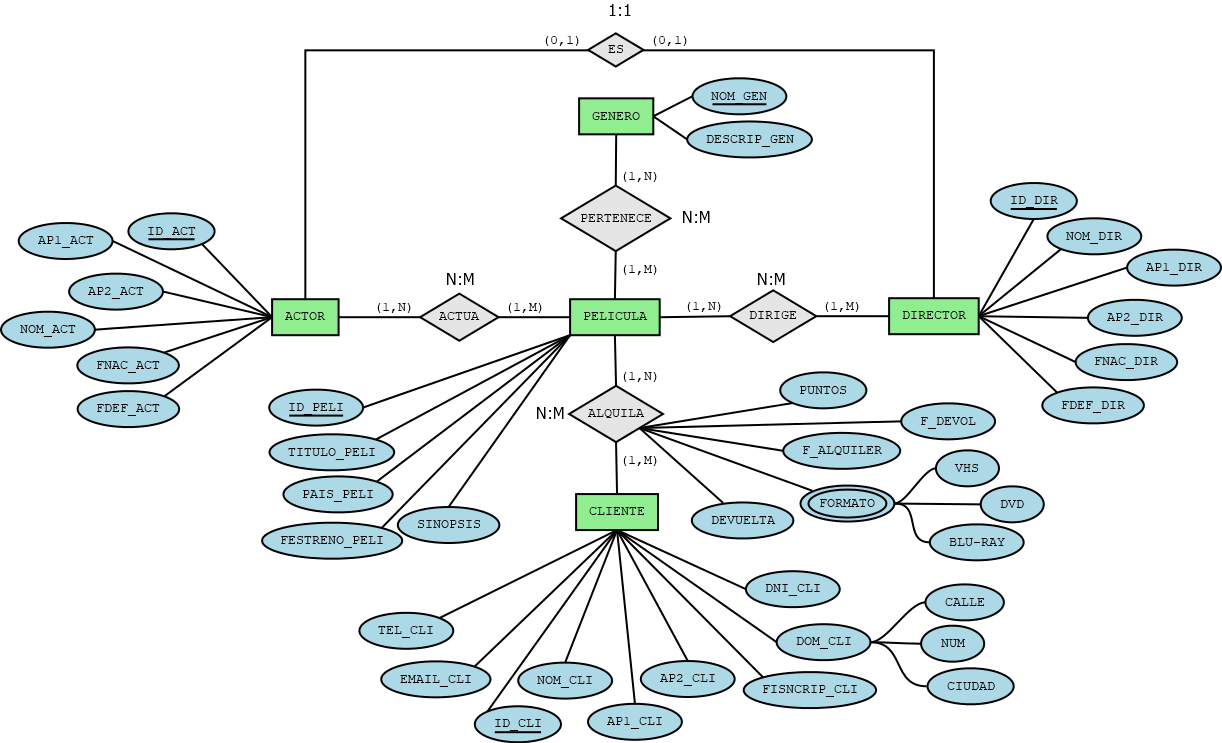 1:1
(0,1)
ES
(0,1)
GENERO
NOM_GEN
DESCRIP_GEN
(1,N)
PERTENECE
N:M
(1,M)
AP1_ACT
ID_ACT
AP2_ACT
NOM_ACT
FNAC_ACT
FDEF_ACT
ACTOR
(1,N)
N:M
ACTUA
(1,M)
PELICULA
(1,N)
N:M
DIRIGE
(1,M)
DIRECTOR
ID_DIR
NOM_DIR
AP1_DIR
AP2_DIR
FNAC_DIR
FDEF_DIR
ID_PELI
TITULO_PELI
PAIS_PELI
FESTRENO_PELI
SINOPSIS
(1,N)
N:M
ALQUILA
(1,M)
PUNTOS
F_DEVOL
F_ALQUILER
FORMATO
VHS
DVD
BLU-RAY
DEVUELTA
CLIENTE
TEL_CLI
EMAIL_CLI
ID_CLI
NOM_CLI
AP1_CLI
AP2_CLI
FISNCRIP_CLI
DOM_CLI
CALLE
NUM
CIUDAD
DNI_CLI